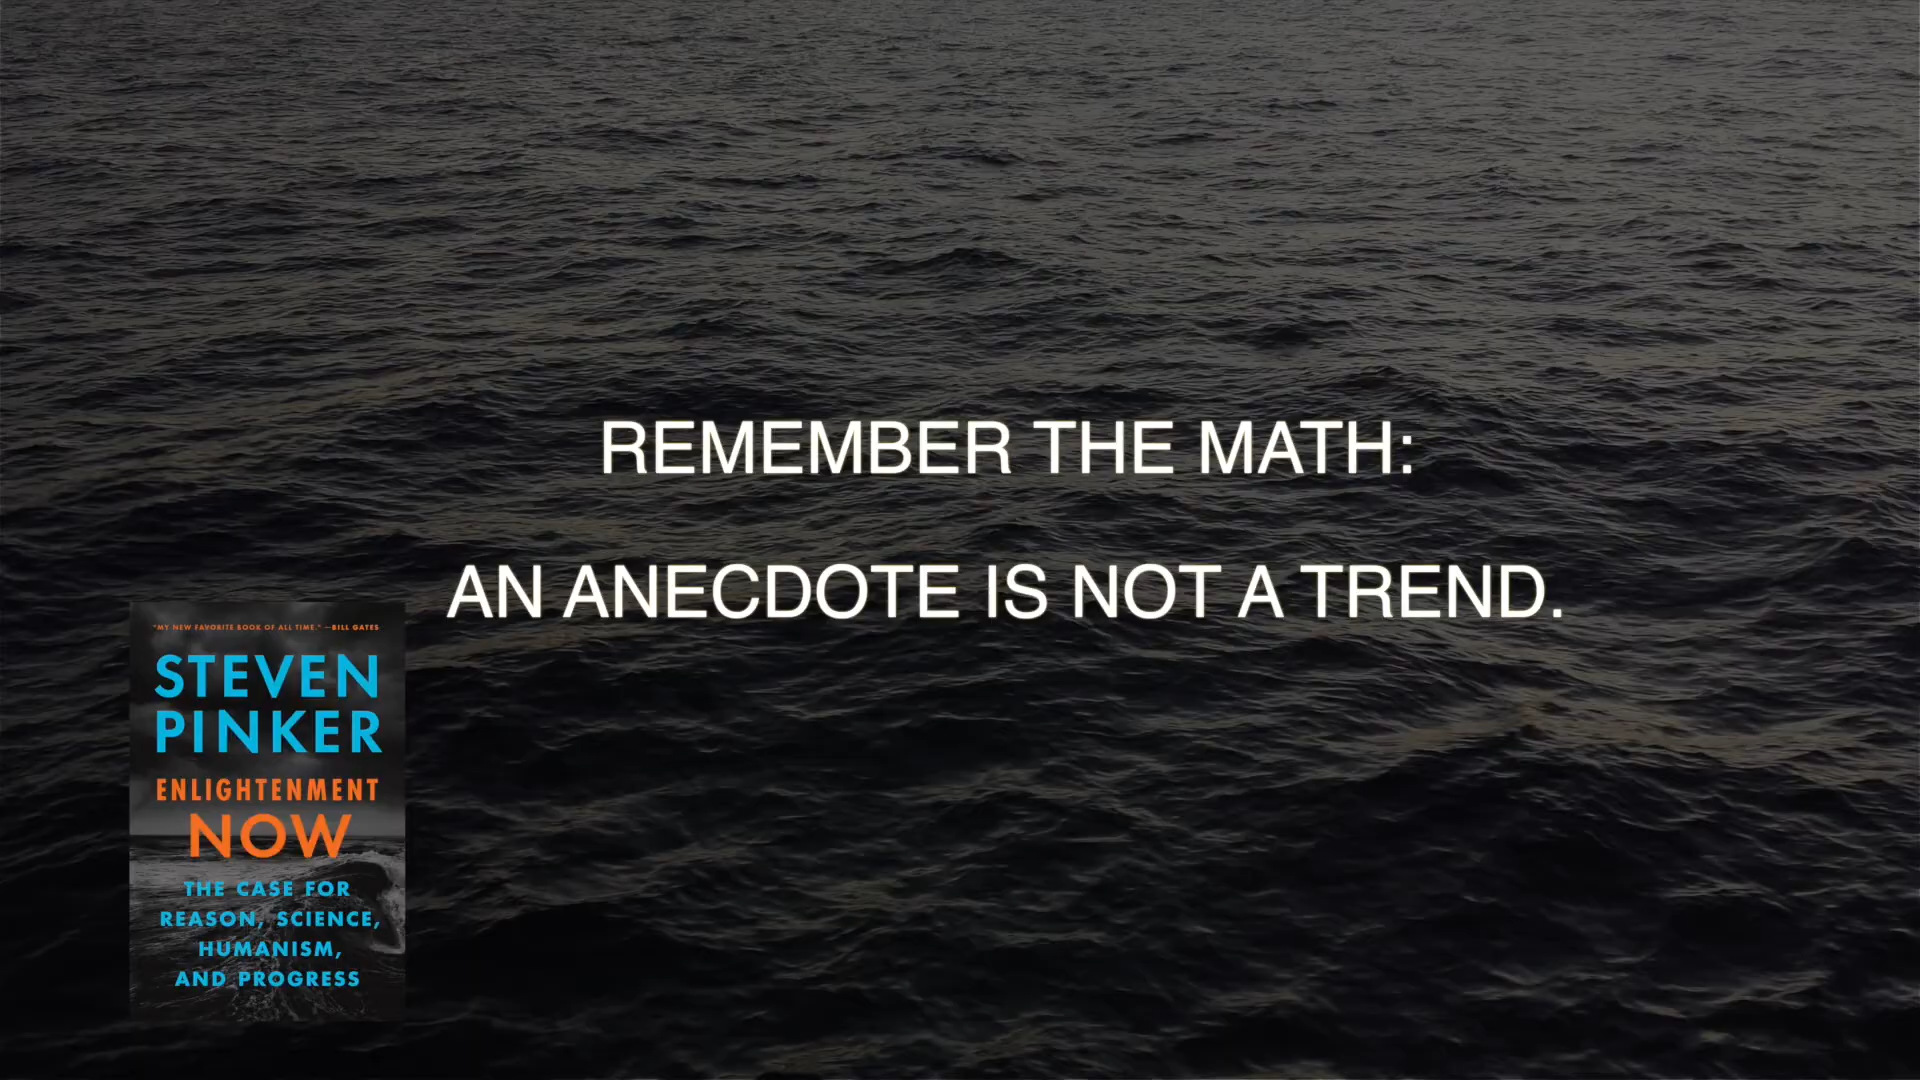 REMEMBER THE MATH:
AN ANECDOTE IS NOT A TREND.
"MY NEW FAVORITE BOOK OF ALL TIME." —BILL GATES
STEVEN
PINKER
ENLIGHTENMENT
NOW
THE CASE FOR
REASON, SCIENCE,
HUMANISM,
AND PROGRESS